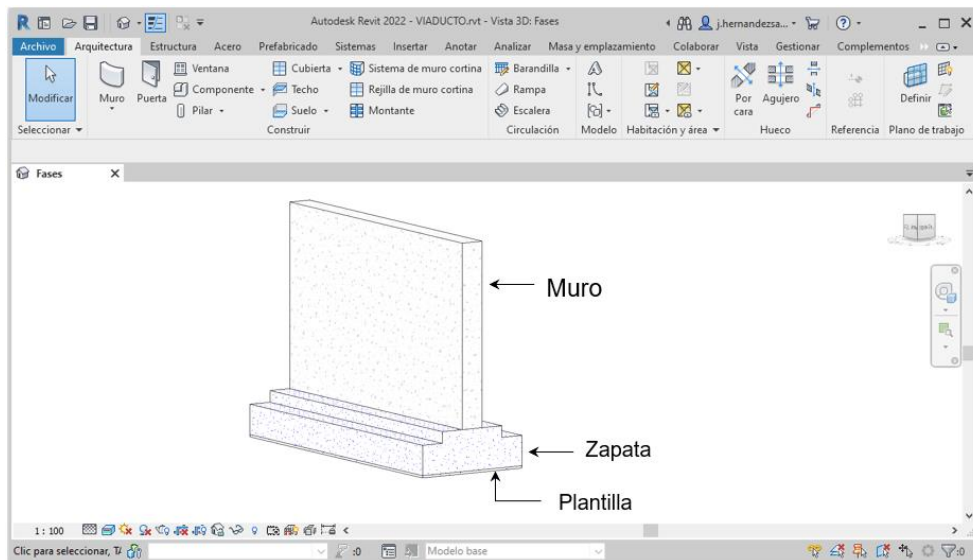 Autodesk Revit 2022 - VIADUCTO.rvt - Vista 3D: Fases
j.hernandezsa...
Archivo Arquitectura Estructura Acero Prefabricado Sistemas Insertar Anotar Analizar Masa y emplazamiento Colaborar Vista Gestionar Complementos
Modificar
Muro
Puerta
Ventana
Componente
Pilar
Cubierta
Techo
Suelo
Sistema de muro cortina
Rejilla de muro cortina
Montante
Barandilla
Rampa
Escalera
Por cara
Agujero
Definir
Seleccionar Construir Circulación Modelo Habitación y área Hueco Referencia Plano de trabajo
Fases
Muro
Zapata
Plantilla
1 : 100
Clic para seleccionar, T
:0
Modelo base
:0